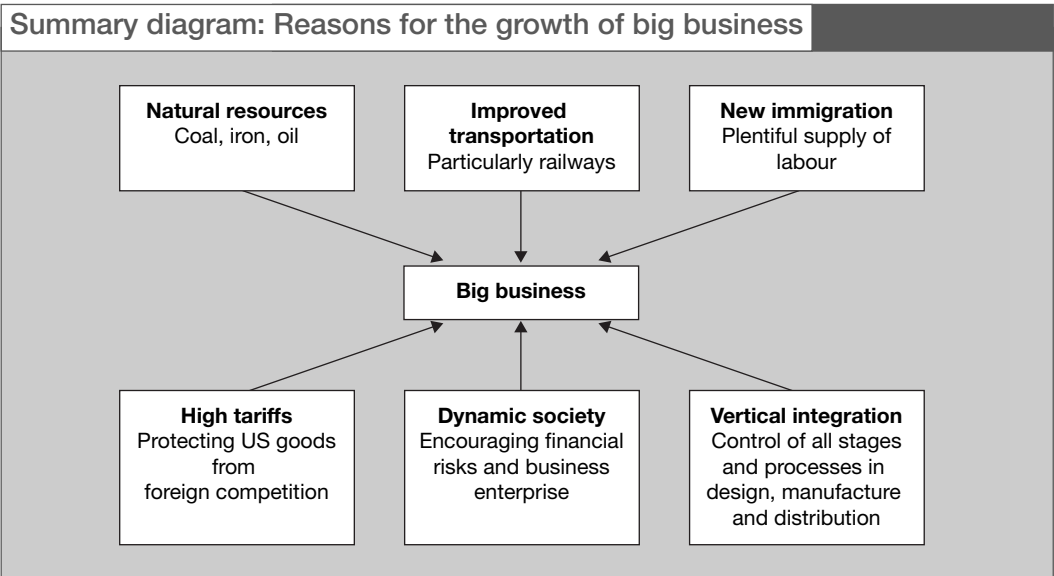 Summary diagram: Reasons for the growth of big business
Natural resources
Coal, iron, oil
Improved
transportation
Particularly railways
New immigration
Plentiful supply of
labour
Big business
High tariffs
Protecting US goods
from
foreign competition
Dynamic society
Encouraging financial
risks and business
enterprise
Vertical integration
Control of all stages
and processes in
design, manufacture
and distribution